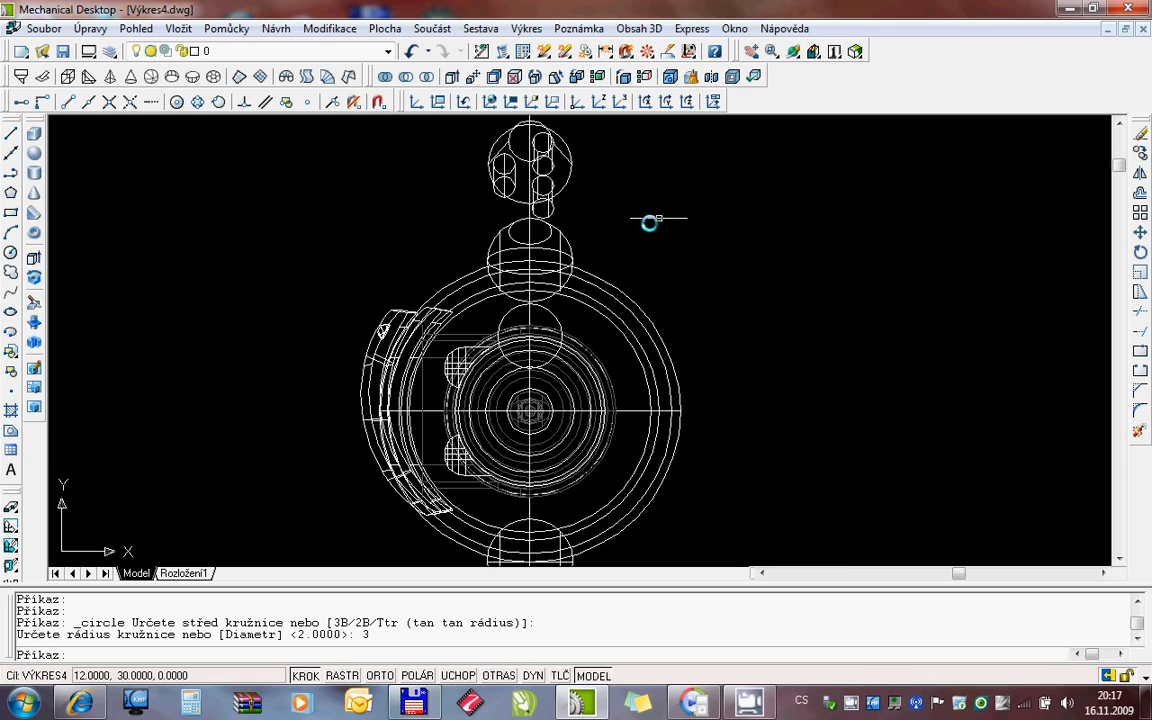 Mechanical Desktop - [Výkres4.dwg]
Soubor Úpravy Pohled Vložit Pomůcky Návrh Modifikace Plocha Součást Sestava Výkres Poznámka Obsah 3D Express Okno Nápověda
0
A
Y
X
Model Rozložení1
Příkaz:
Příkaz:
Příkaz: _circle Určete střed kružnice nebo [3B/2B/Ttr (tan tan rádius)]:
Určete rádius kružnice nebo [Diametr] <2.0000>: 3
Příkaz:
Cíl: VÝKRES4 12.0000, 30.0000, 0.0000 KROK RASTR ORTO POLÁR UCHOP OTRAS DYN TLČ MODEL
CS 20:17
16.11.2009